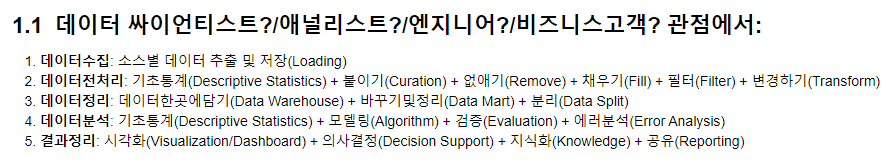 1.1 데이터 싸이언티스트?/애널리스트?/엔지니어?/비즈니스고객? 관점에서:
1. 데이터수집: 소스별 데이터 추출 및 저장(Loading)
2. 데이터전처리: 기초통계(Descriptive Statistics) + 붙이기(Curation) + 없애기(Remove) + 채우기(Fill) + 필터(Filter) + 변경하기(Transform)
3. 데이터정리: 데이터한곳에담기(Data Warehouse) + 바꾸기및정리(Data Mart) + 분리(Data Split)
4. 데이터분석: 기초통계(Descriptive Statistics) + 모델링(Algorithm) + 검증(Evaluation) + 에러분석(Error Analysis)
5. 결과정리: 시각화(Visualization/Dashboard) + 의사결정(Decision Support) + 지식화(Knowledge) + 공유(Reporting)